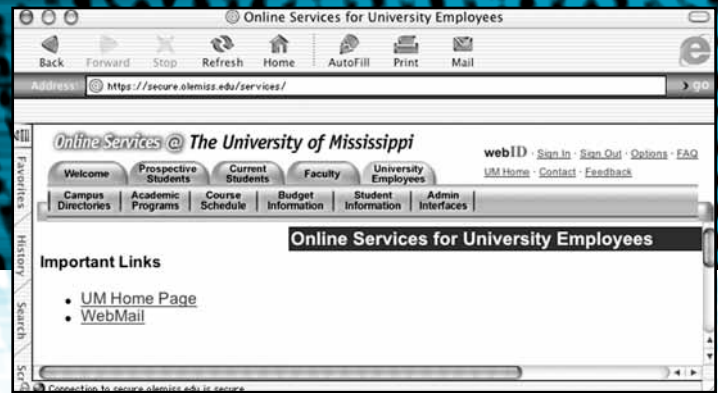 Online Services for University Employees
Back Forward Stop Refresh Home AutoFill Print Mail
Address: @ https://secure.olemiss.edu/services/ go
Online Services @ The University of Mississippi
webID · Sign In · Sign Out · Options · FAQ
UM Home · Contact · Feedback
Welcome Prospective Students Current Students Faculty University Employees
Campus Directories Academic Programs Course Schedule Budget Information Student Information Admin Interfaces
Favorites
History
Search
Scr
Online Services for University Employees
Important Links
• UM Home Page
• WebMail
Connection to secure.olemiss.edu is secure